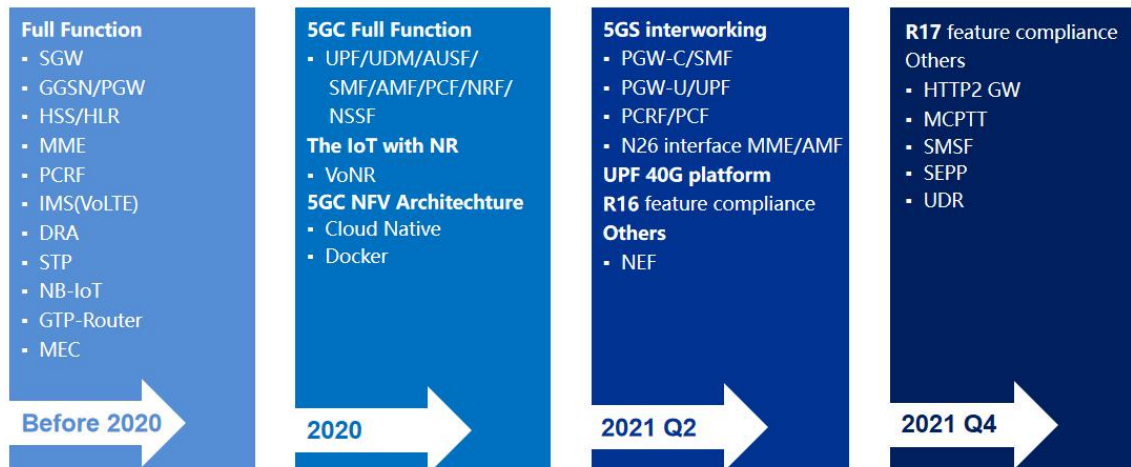 Full Function
▪ SGW
▪ GGSN/PGW
▪ HSS/HLR
▪ MME
▪ PCRF
▪ IMS(VoLTE)
▪ DRA
▪ STP
▪ NB-IoT
▪ GTP-Router
▪ MEC
Before 2020
5GC Full Function
▪ UPF/UDM/AUSF/
SMF/AMF/PCF/NRF/
NSSF
The IoT with NR
▪ VoNR
5GC NFV Architechture
▪ Cloud Native
▪ Docker
2020
5GS interworking
▪ PGW-C/SMF
▪ PGW-U/UPF
▪ PCRF/PCF
▪ N26 interface MME/AMF
UPF 40G platform
R16 feature compliance
Others
▪ NEF
2021 Q2
R17 feature compliance
Others
▪ HTTP2 GW
▪ MCPTT
▪ SMSF
▪ SEPP
▪ UDR
2021 Q4